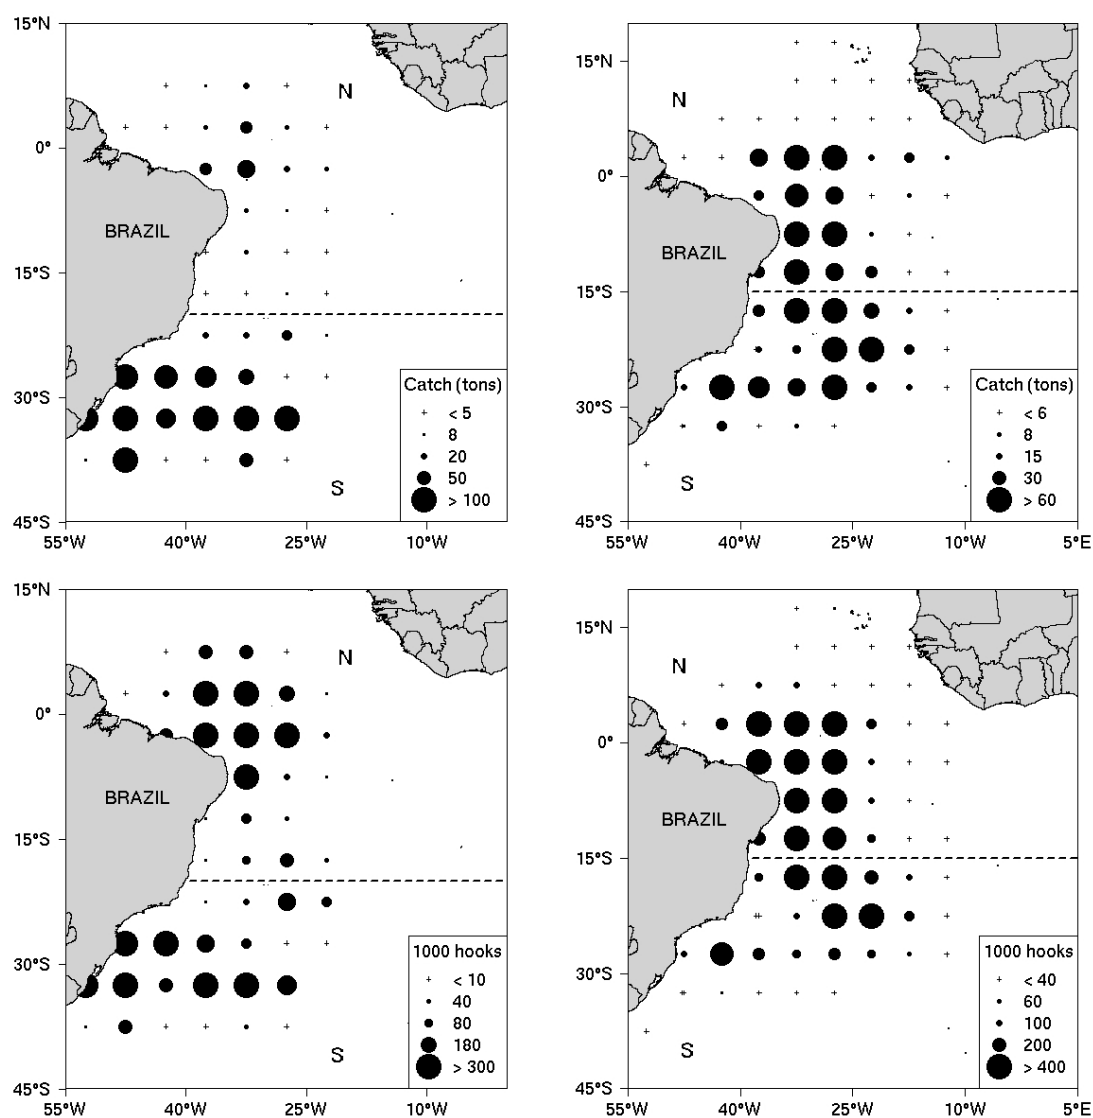 15°N
N
0°
BRAZIL
15°S
30°S
Catch (tons)
< 5
8
20
50
> 100
S
45°S
55°W 40°W 25°W 10°W
15°N
N
0°
BRAZIL
15°S
30°S
Catch (tons)
< 6
8
15
30
> 60
S
45°S
55°W 40°W 25°W 10°W 5°E
15°N
N
0°
BRAZIL
15°S
30°S
1000 hooks
< 10
40
80
180
> 300
S
45°S
55°W 40°W 25°W 10°W
15°N
N
0°
BRAZIL
15°S
30°S
1000 hooks
< 40
60
100
200
> 400
S
45°S
55°W 40°W 25°W 10°W 5°E